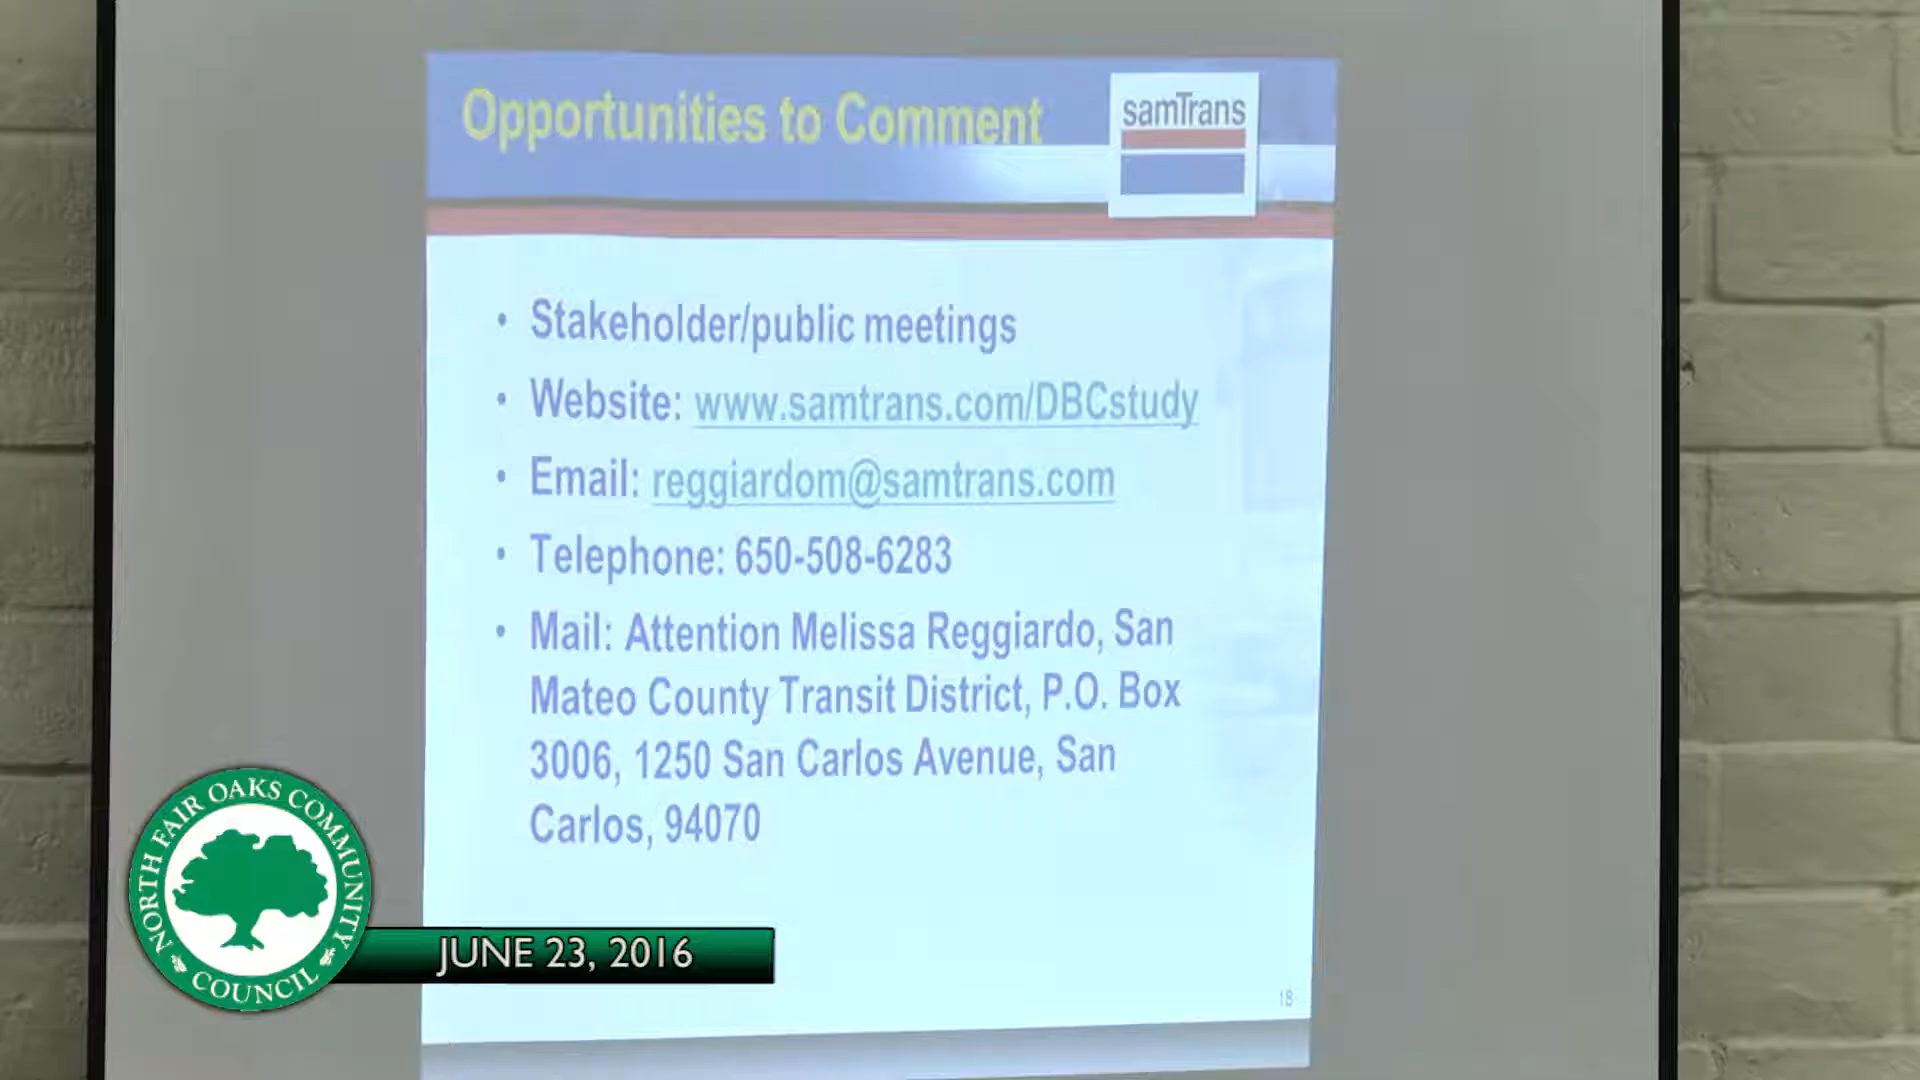 Opportunities to Comment
samTrans
• Stakeholder/public meetings
• Website: www.samtrans.com/DBCstudy
• Email: reggiardom@samtrans.com
• Telephone: 650-508-6283
• Mail: Attention Melissa Reggiardo, San
Mateo County Transit District, P.O. Box
3006, 1250 San Carlos Avenue, San
Carlos, 94070
18
NORTH FAIR OAKS COMMUNITY
COUNCIL
JUNE 23, 2016